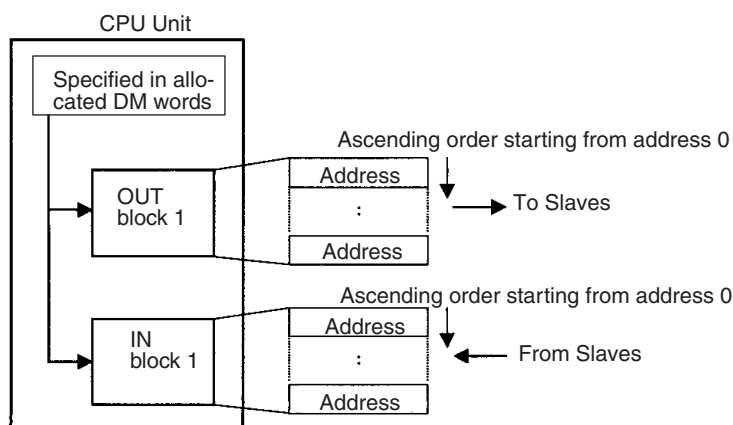 CPU Unit
Specified in allo-
cated DM words
Ascending order starting from address 0
Address
OUT
block 1
:
To Slaves
Address
Ascending order starting from address 0
Address
IN
block 1
:
From Slaves
Address